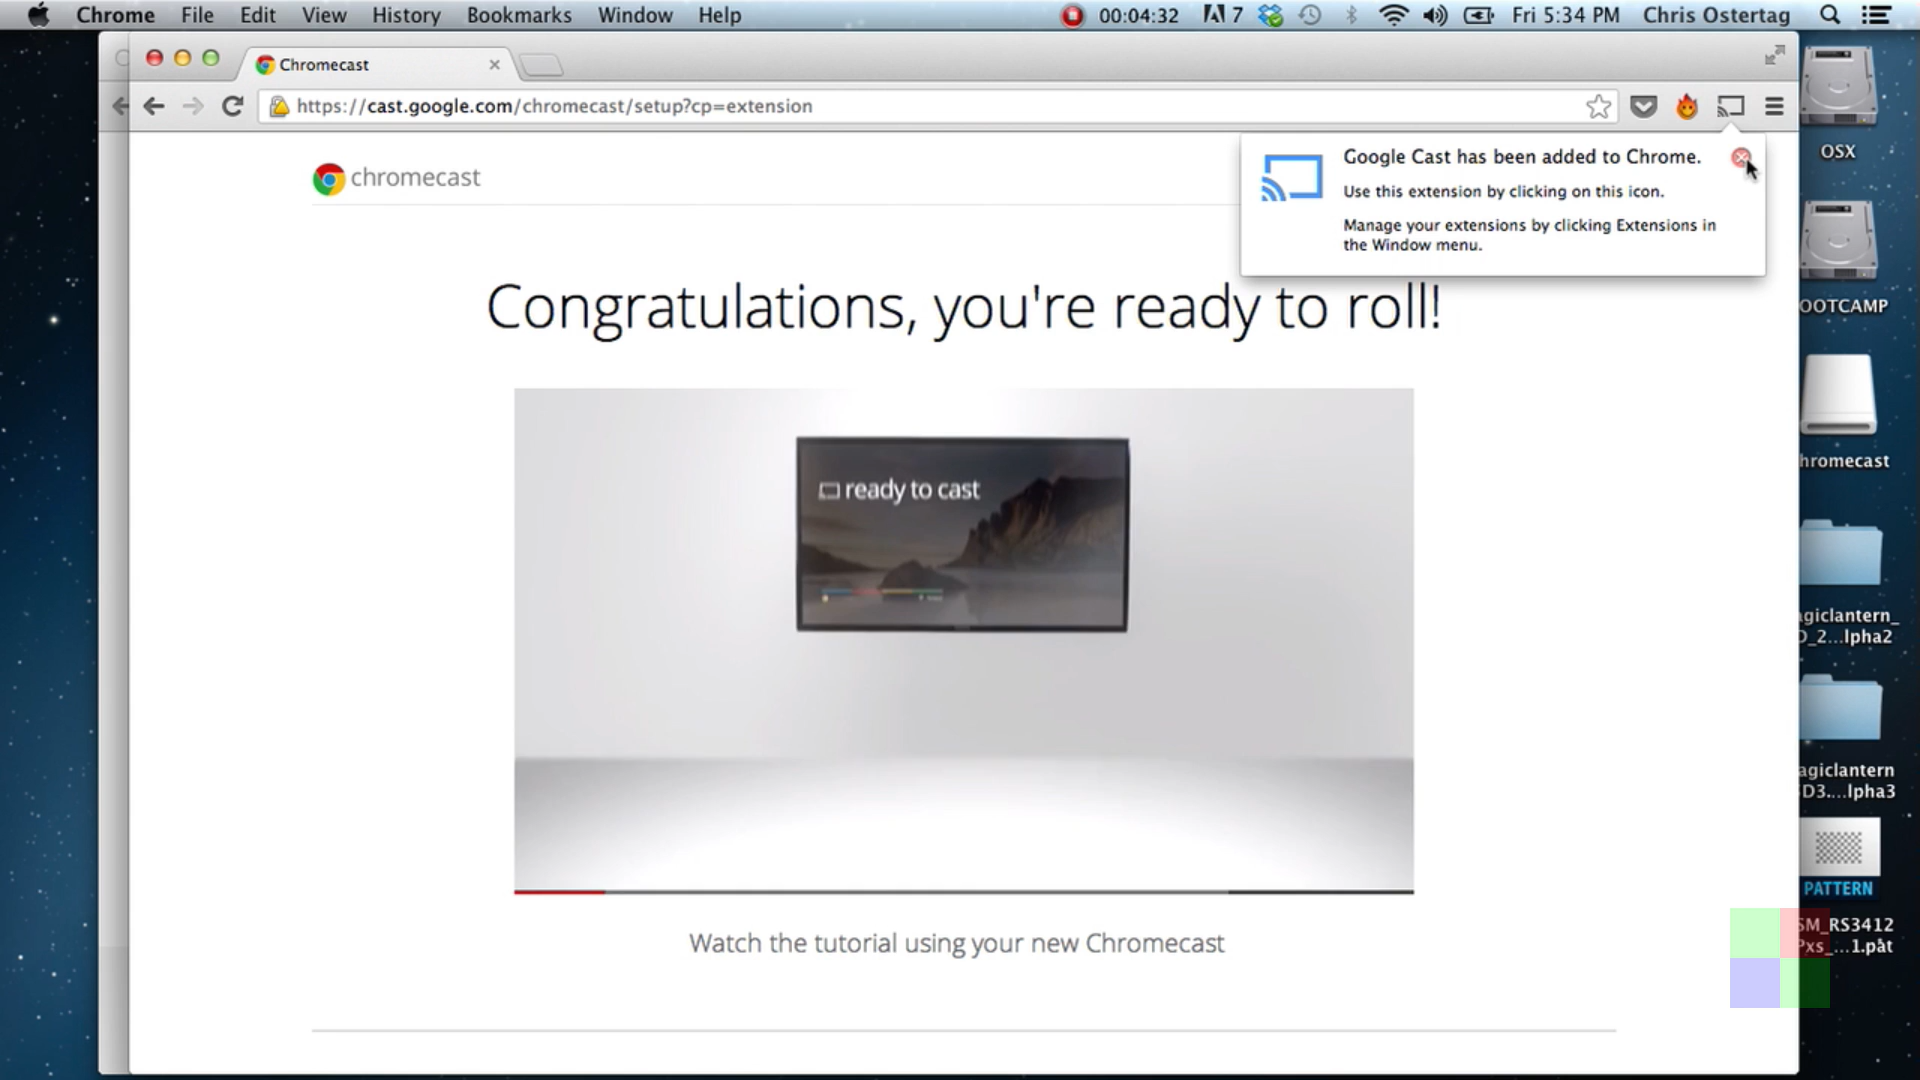 Chrome File Edit View History Bookmarks Window Help 00:04:32 7 Fri 5:34 PM Chris Ostertag
Chromecast
https://cast.google.com/chromecast/setup?cp=extension
chromecast
Google Cast has been added to Chrome.
Use this extension by clicking on this icon.
Manage your extensions by clicking Extensions in
the Window menu.
Congratulations, you're ready to roll!
ready to cast
Watch the tutorial using your new Chromecast
OSX
OOTCAMP
hromecast
agiclantern_
D_2...lpha2
agiclantern
D3....lpha3
PATTERN
SM_RS3412
Pxs_...1.pat